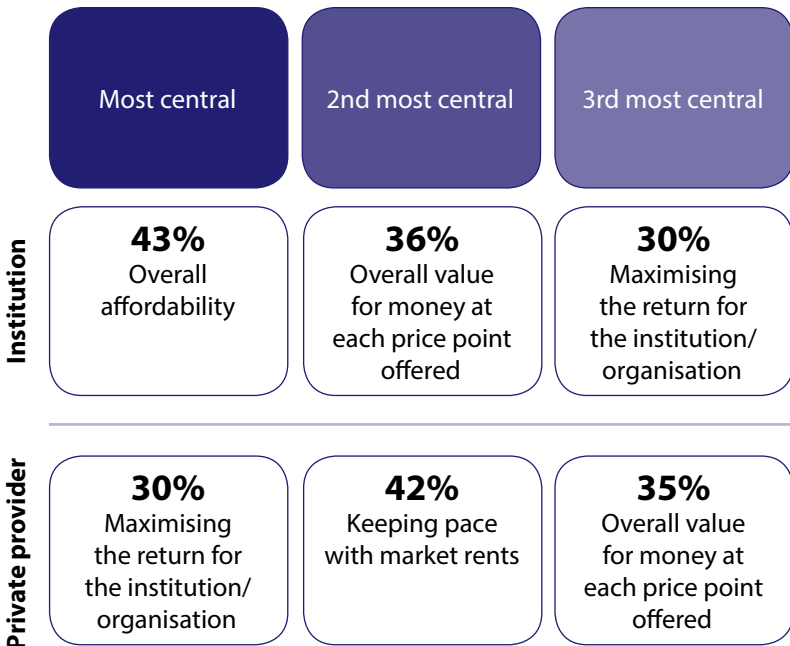 Most central
2nd most central
3rd most central
Institution
43%
Overall
affordability
36%
Overall value
for money at
each price point
offered
30%
Maximising
the return for
the institution/
organisation
Private provider
30%
Maximising
the return for
the institution/
organisation
42%
Keeping pace
with market rents
35%
Overall value
for money at
each price point
offered